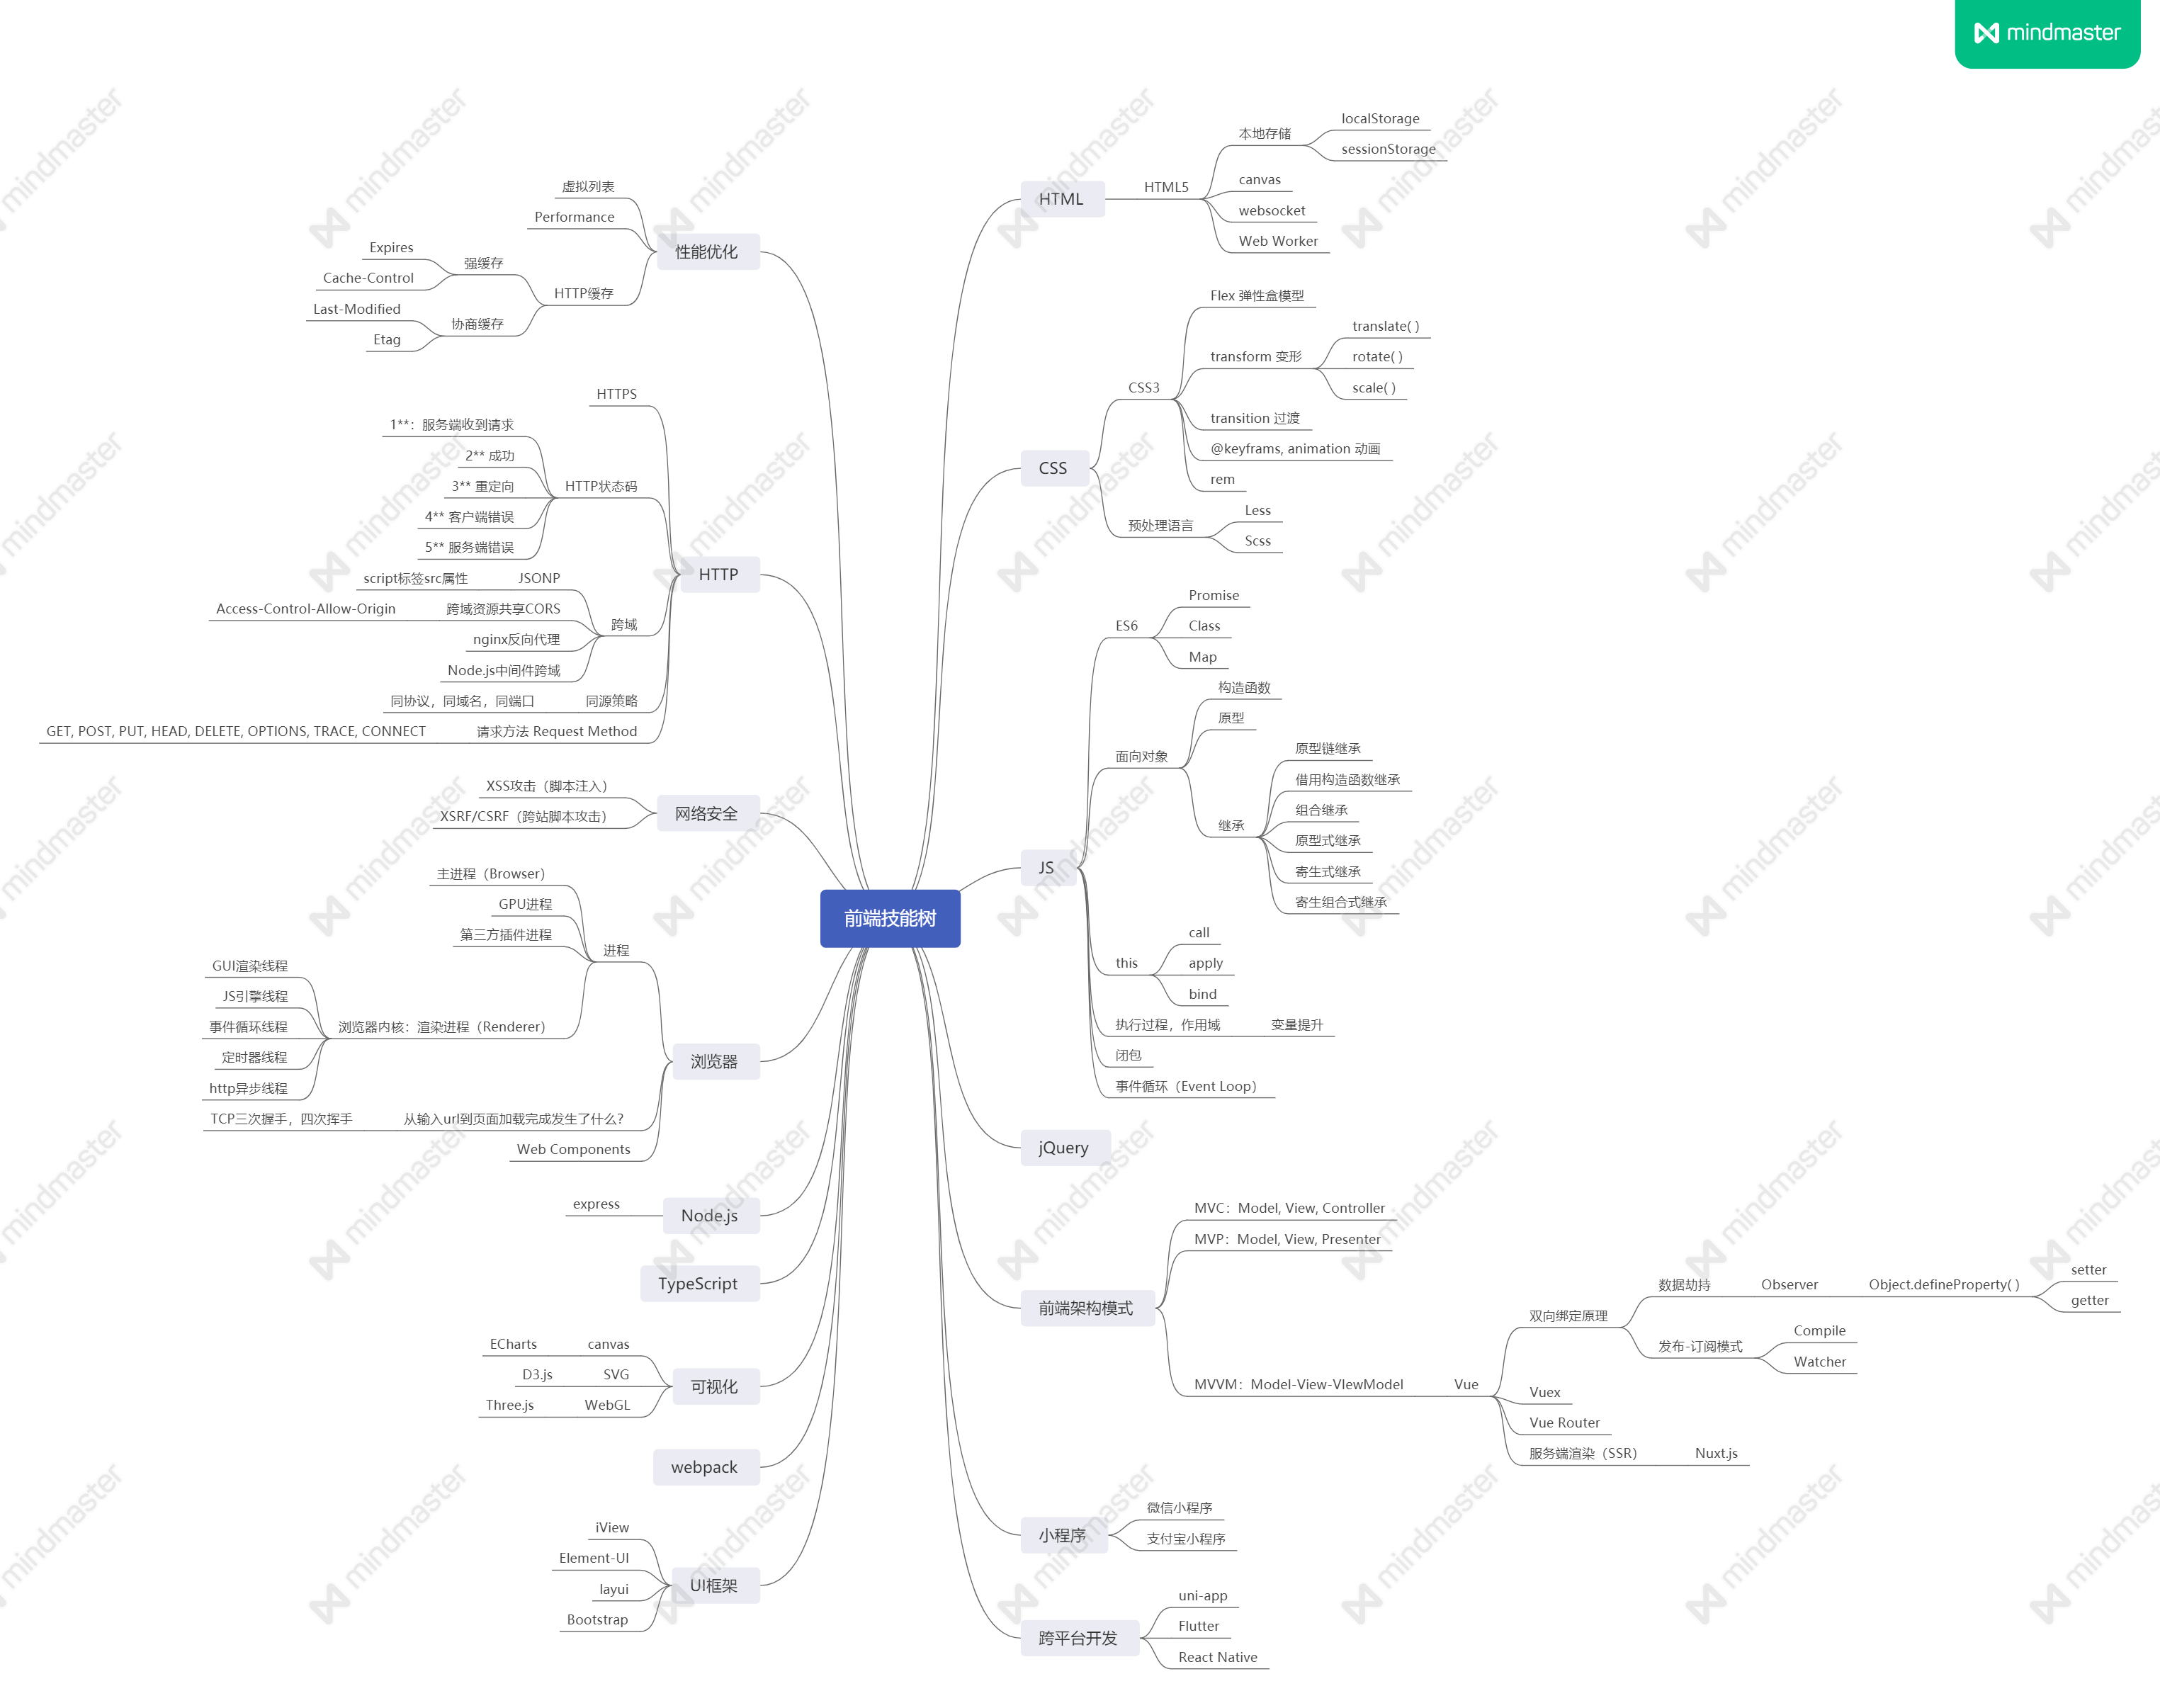 mindmaster
前端技能树
HTML
HTML5
本地存储
localStorage
sessionStorage
canvas
websocket
Web Worker
CSS
CSS3
Flex 弹性盒模型
transform 变形
translate( )
rotate( )
scale( )
transition 过渡
@keyframs, animation 动画
rem
预处理语言
Less
Scss
JS
ES6
Promise
Class
Map
面向对象
构造函数
原型
继承
原型链继承
借用构造函数继承
组合继承
原型式继承
寄生式继承
寄生组合式继承
this
call
apply
bind
执行过程，作用域
变量提升
闭包
事件循环（Event Loop）
jQuery
前端架构模式
MVC：Model, View, Controller
MVP：Model, View, Presenter
MVVM：Model-View-VIewModel
Vue
双向绑定原理
数据劫持
Observer
Object.defineProperty( )
setter
getter
发布-订阅模式
Compile
Watcher
Vuex
Vue Router
服务端渲染（SSR）
Nuxt.js
小程序
微信小程序
支付宝小程序
跨平台开发
uni-app
Flutter
React Native
性能优化
虚拟列表
Performance
HTTP缓存
强缓存
Expires
Cache-Control
协商缓存
Last-Modified
Etag
HTTP
HTTPS
HTTP状态码
1**：服务端收到请求
2** 成功
3** 重定向
4** 客户端错误
5** 服务端错误
跨域
JSONP
script标签src属性
跨域资源共享CORS
Access-Control-Allow-Origin
nginx反向代理
Node.js中间件跨域
同源策略
同协议，同域名，同端口
请求方法 Request Method
GET, POST, PUT, HEAD, DELETE, OPTIONS, TRACE, CONNECT
网络安全
XSS攻击（脚本注入）
XSRF/CSRF（跨站脚本攻击）
浏览器
进程
主进程（Browser）
GPU进程
第三方插件进程
浏览器内核：渲染进程（Renderer）
GUI渲染线程
JS引擎线程
事件循环线程
定时器线程
http异步线程
从输入url到页面加载完成发生了什么？
TCP三次握手，四次挥手
Web Components
Node.js
express
TypeScript
可视化
canvas
ECharts
SVG
D3.js
WebGL
Three.js
webpack
UI框架
iView
Element-UI
layui
Bootstrap